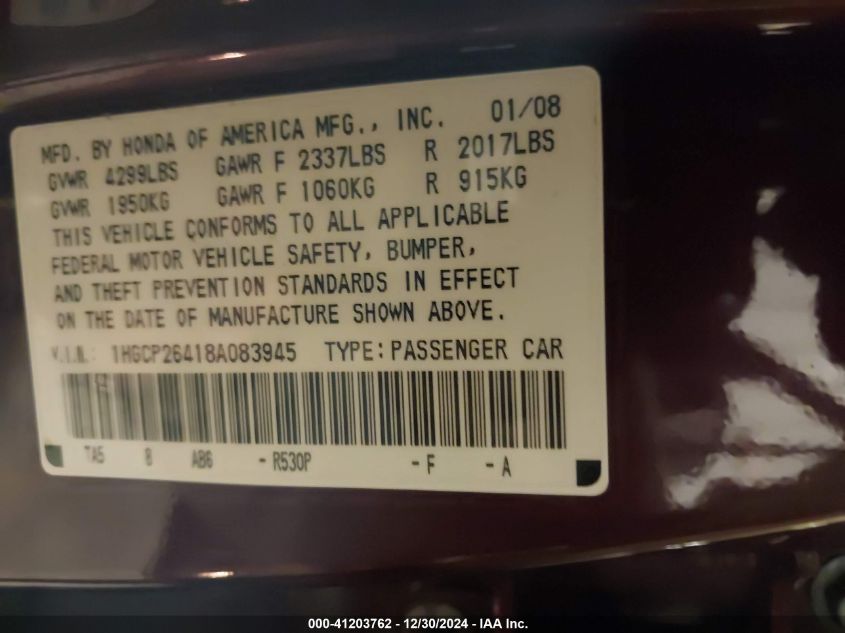 MFD. BY HONDA OF AMERICA MFG., INC. 01/08
GVWR 4299LBS GAWR F 2337LBS R 2017LBS
GVWR 1950KG GAWR F 1060KG R 915KG
THIS VEHICLE CONFORMS TO ALL APPLICABLE
FEDERAL MOTOR VEHICLE SAFETY, BUMPER,
AND THEFT PREVENTION STANDARDS IN EFFECT
ON THE DATE OF MANUFACTURE SHOWN ABOVE.
V.I.N.: 1HGCP26418A083945 TYPE: PASSENGER CAR
TA5 8 AB6 - R530P - F - A
000-41203762 - 12/30/2024 - IAA Inc.